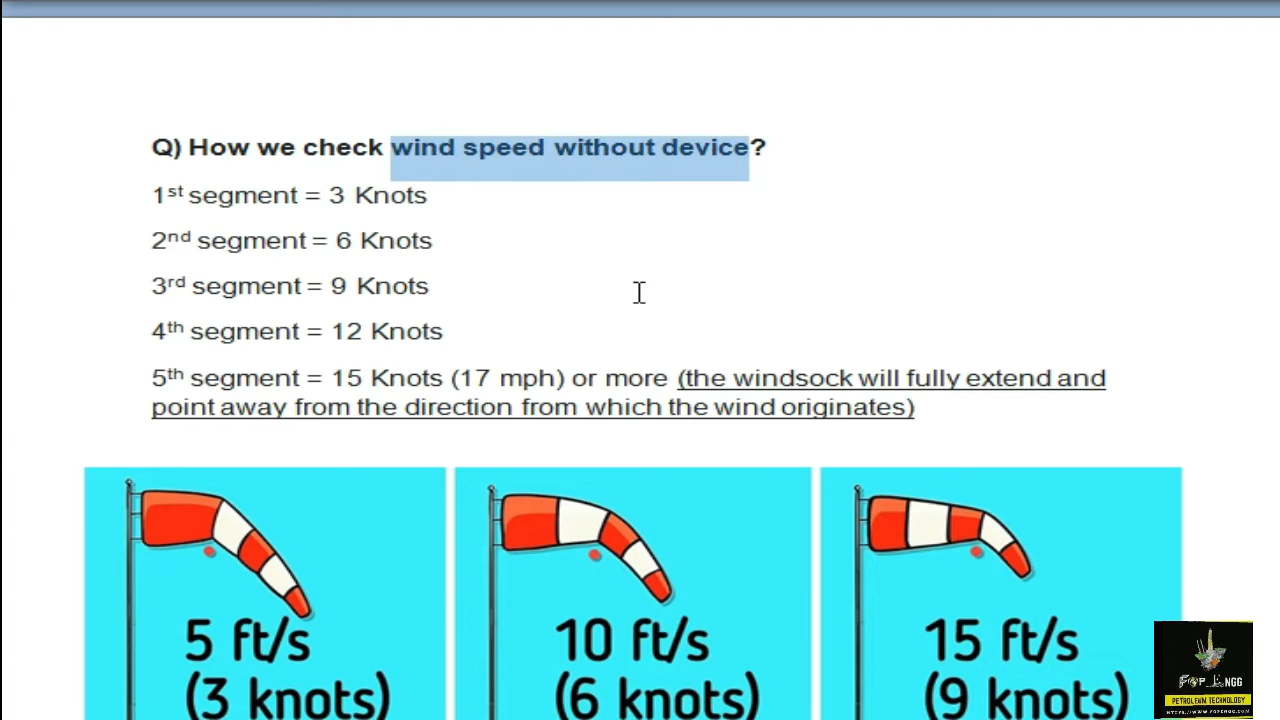 Q) How we check wind speed without device?
1st segment = 3 Knots
2nd segment = 6 Knots
3rd segment = 9 Knots
4th segment = 12 Knots
5th segment = 15 Knots (17 mph) or more (the windsock will fully extend and
point away from the direction from which the wind originates)
5 ft/s
(3 knots)
10 ft/s
(6 knots)
15 ft/s
(9 knots)
PETROLEUM TECHNOLOGY